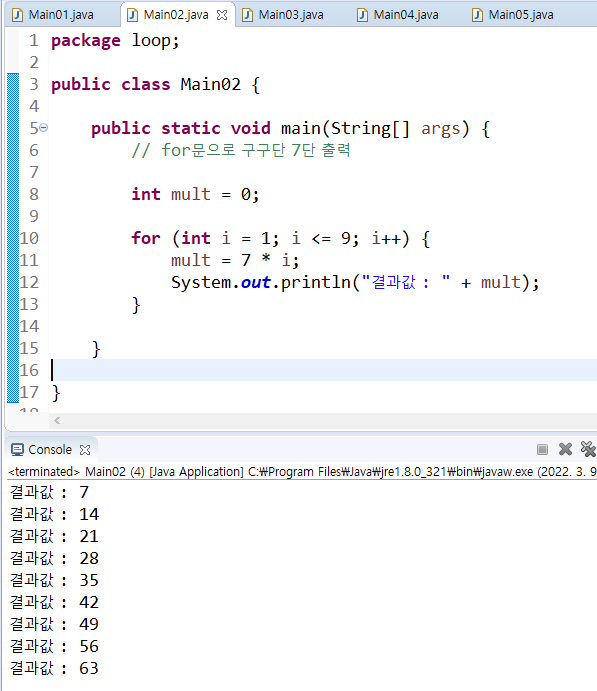 Main01.java Main02.java Main03.java Main04.java Main05.java
1 package loop;
2
3 public class Main02 {
4
5 public static void main(String[] args) {
6 // for문으로 구구단 7단 출력
7
8 int mult = 0;
9
10 for (int i = 1; i <= 9; i++) {
11 mult = 7 * i;
12 System.out.println("결과값 : " + mult);
13 }
14
15 }
16
17 }
18
Console
<terminated> Main02 (4) [Java Application] C:₩Program Files₩Java₩jre1.8.0_321₩bin₩javaw.exe (2022. 3. 9
결과값 : 7
결과값 : 14
결과값 : 21
결과값 : 28
결과값 : 35
결과값 : 42
결과값 : 49
결과값 : 56
결과값 : 63